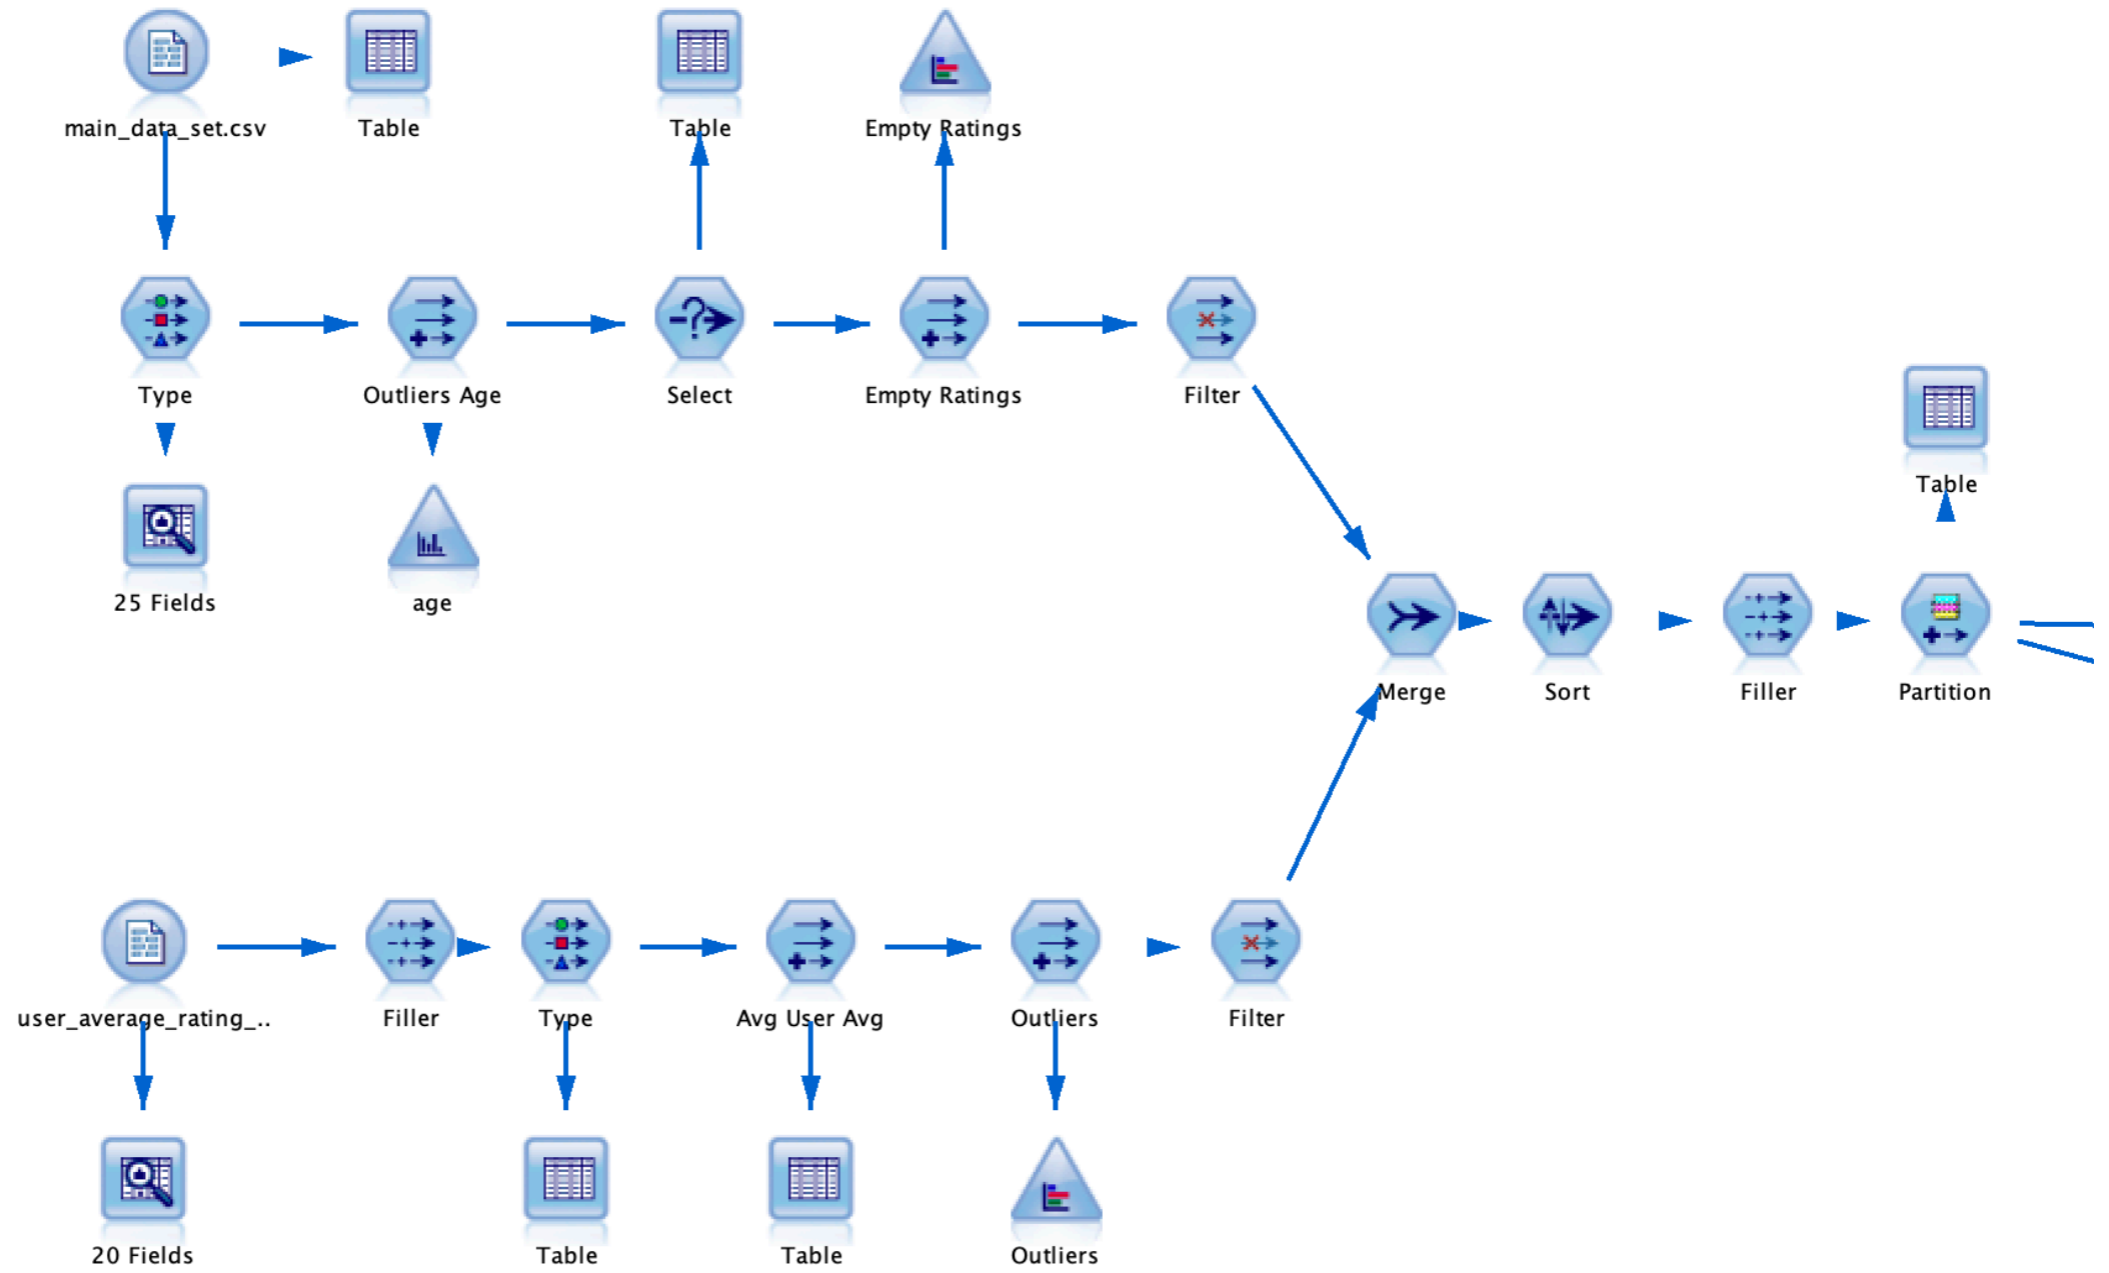 main_data_set.csv
Table
Table
Empty Ratings
Type
Outliers Age
Select
Empty Ratings
Filter
Table
25 Fields
age
Merge
Sort
Filler
Partition
user_average_rating_..
Filler
Type
Avg User Avg
Outliers
Filter
20 Fields
Table
Table
Outliers